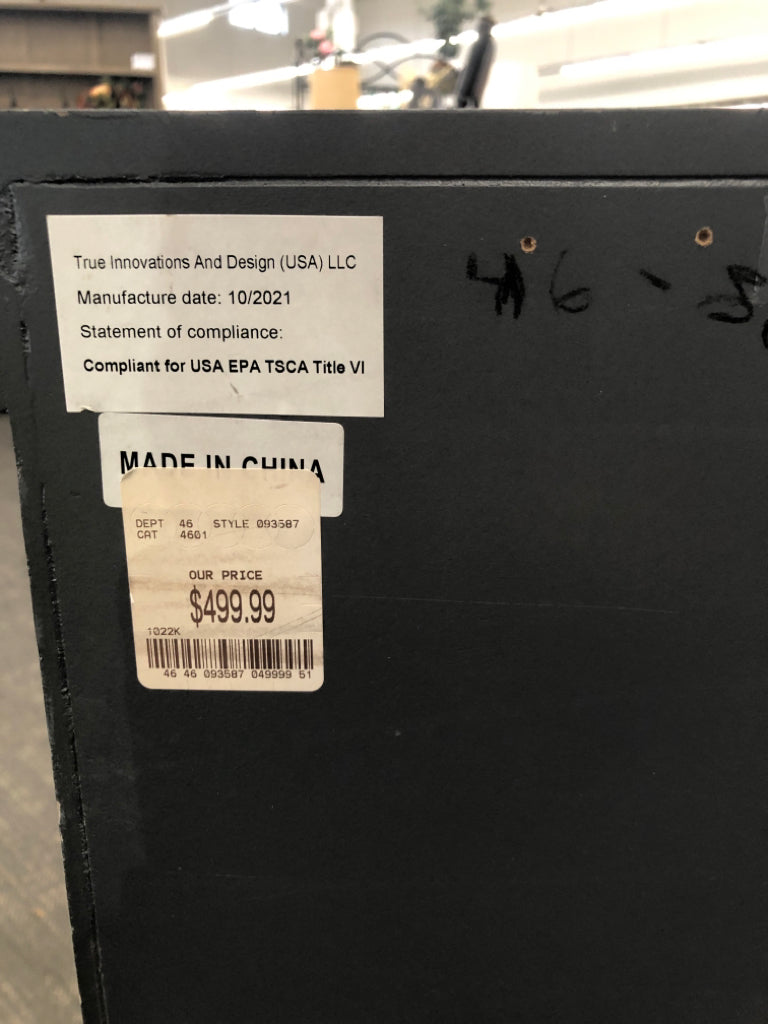 True Innovations And Design (USA) LLC
Manufacture date: 10/2021
Statement of compliance:
Compliant for USA EPA TSCA Title VI
46 -
MADE IN CHINA
DEPT 46 STYLE 093587
CAT 4601
OUR PRICE
$499.99
1022K
46 46 093587 049999 51